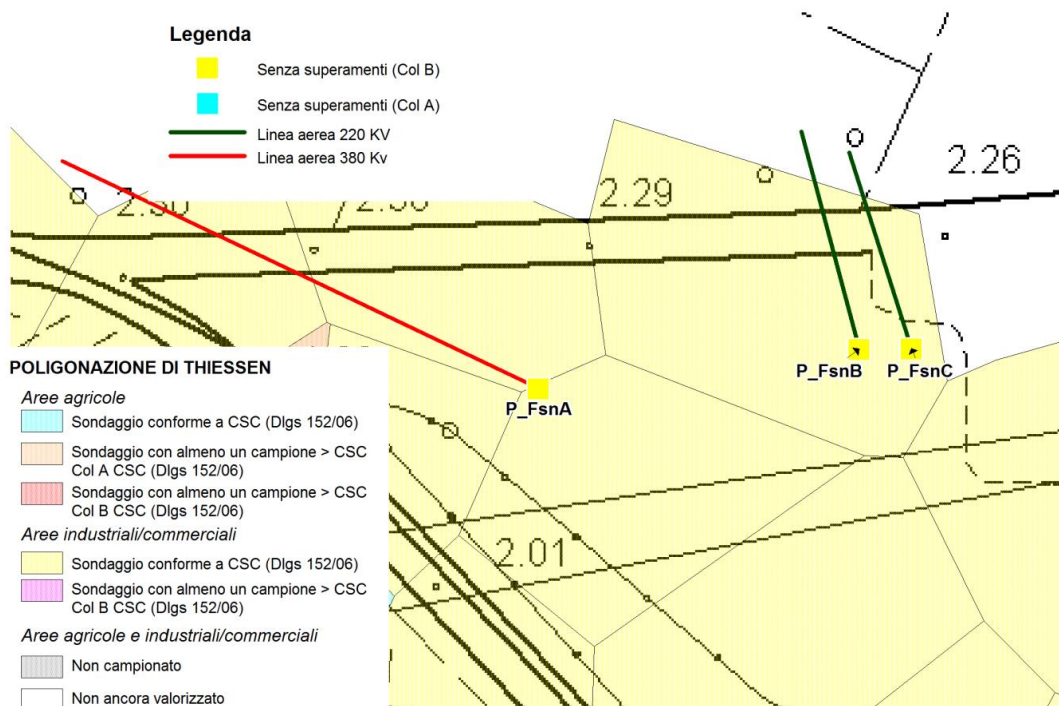 Legenda
Senza superamenti (Col B)
Senza superamenti (Col A)
Linea aerea 220 KV
Linea aerea 380 Kv
2.26
2.29
P_FsnB
P_FsnC
P_FsnA
2.01
POLIGONAZIONE DI THIESSEN
Aree agricole
Sondaggio conforme a CSC (Dlgs 152/06)
Sondaggio con almeno un campione > CSC
Col A CSC (Dlgs 152/06)
Sondaggio con almeno un campione > CSC
Col B CSC (Dlgs 152/06)
Aree industriali/commerciali
Sondaggio conforme a CSC (Dlgs 152/06)
Sondaggio con almeno un campione > CSC
Col B CSC (Dlgs 152/06)
Aree agricole e industriali/commerciali
Non campionato
Non ancora valorizzato